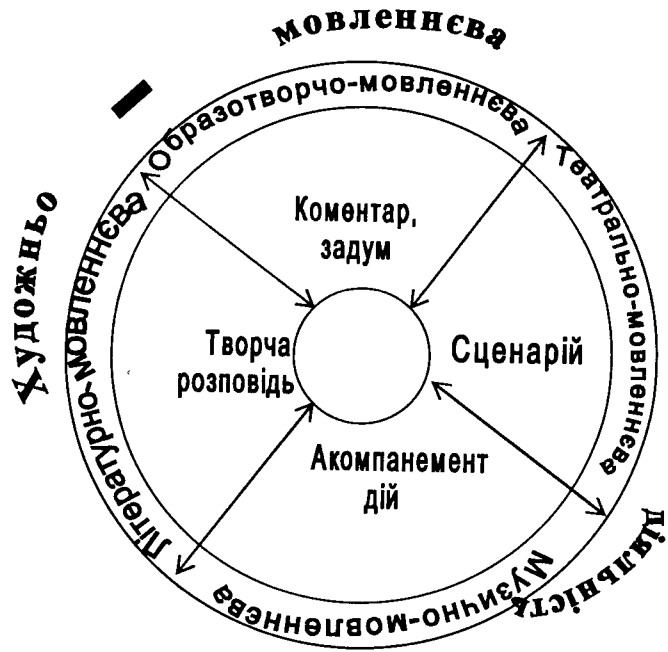 Художньо
—
мовленнєва
діяльність
Образотворчо-мовленнєва
Театрально-мовленнєва
Музично-мовленнєва
Літературно-мовленнєва
Коментар,
задум
Сценарій
Акомпанемент
дій
Творча
розповідь